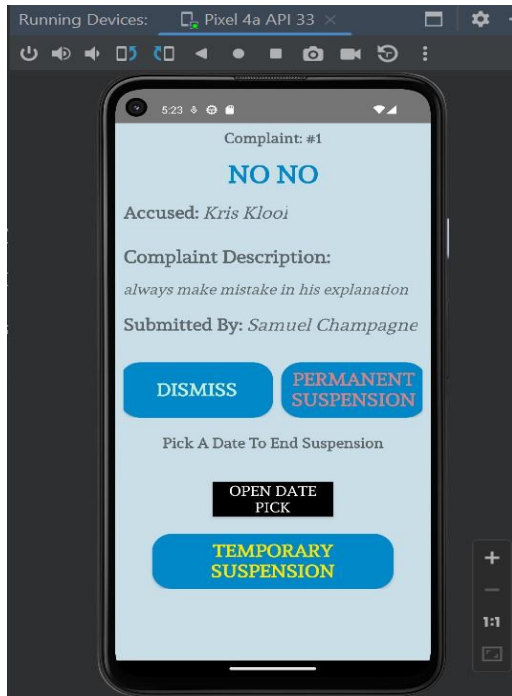 Running Devices: Pixel 4a API 33
5:23
Complaint: #1
NO NO
Accused: Kris Klooi
Complaint Description:
always make mistake in his explanation
Submitted By: Samuel Champagne
DISMISS
PERMANENT
SUSPENSION
Pick A Date To End Suspension
OPEN DATE
PICK
TEMPORARY
SUSPENSION
1:1